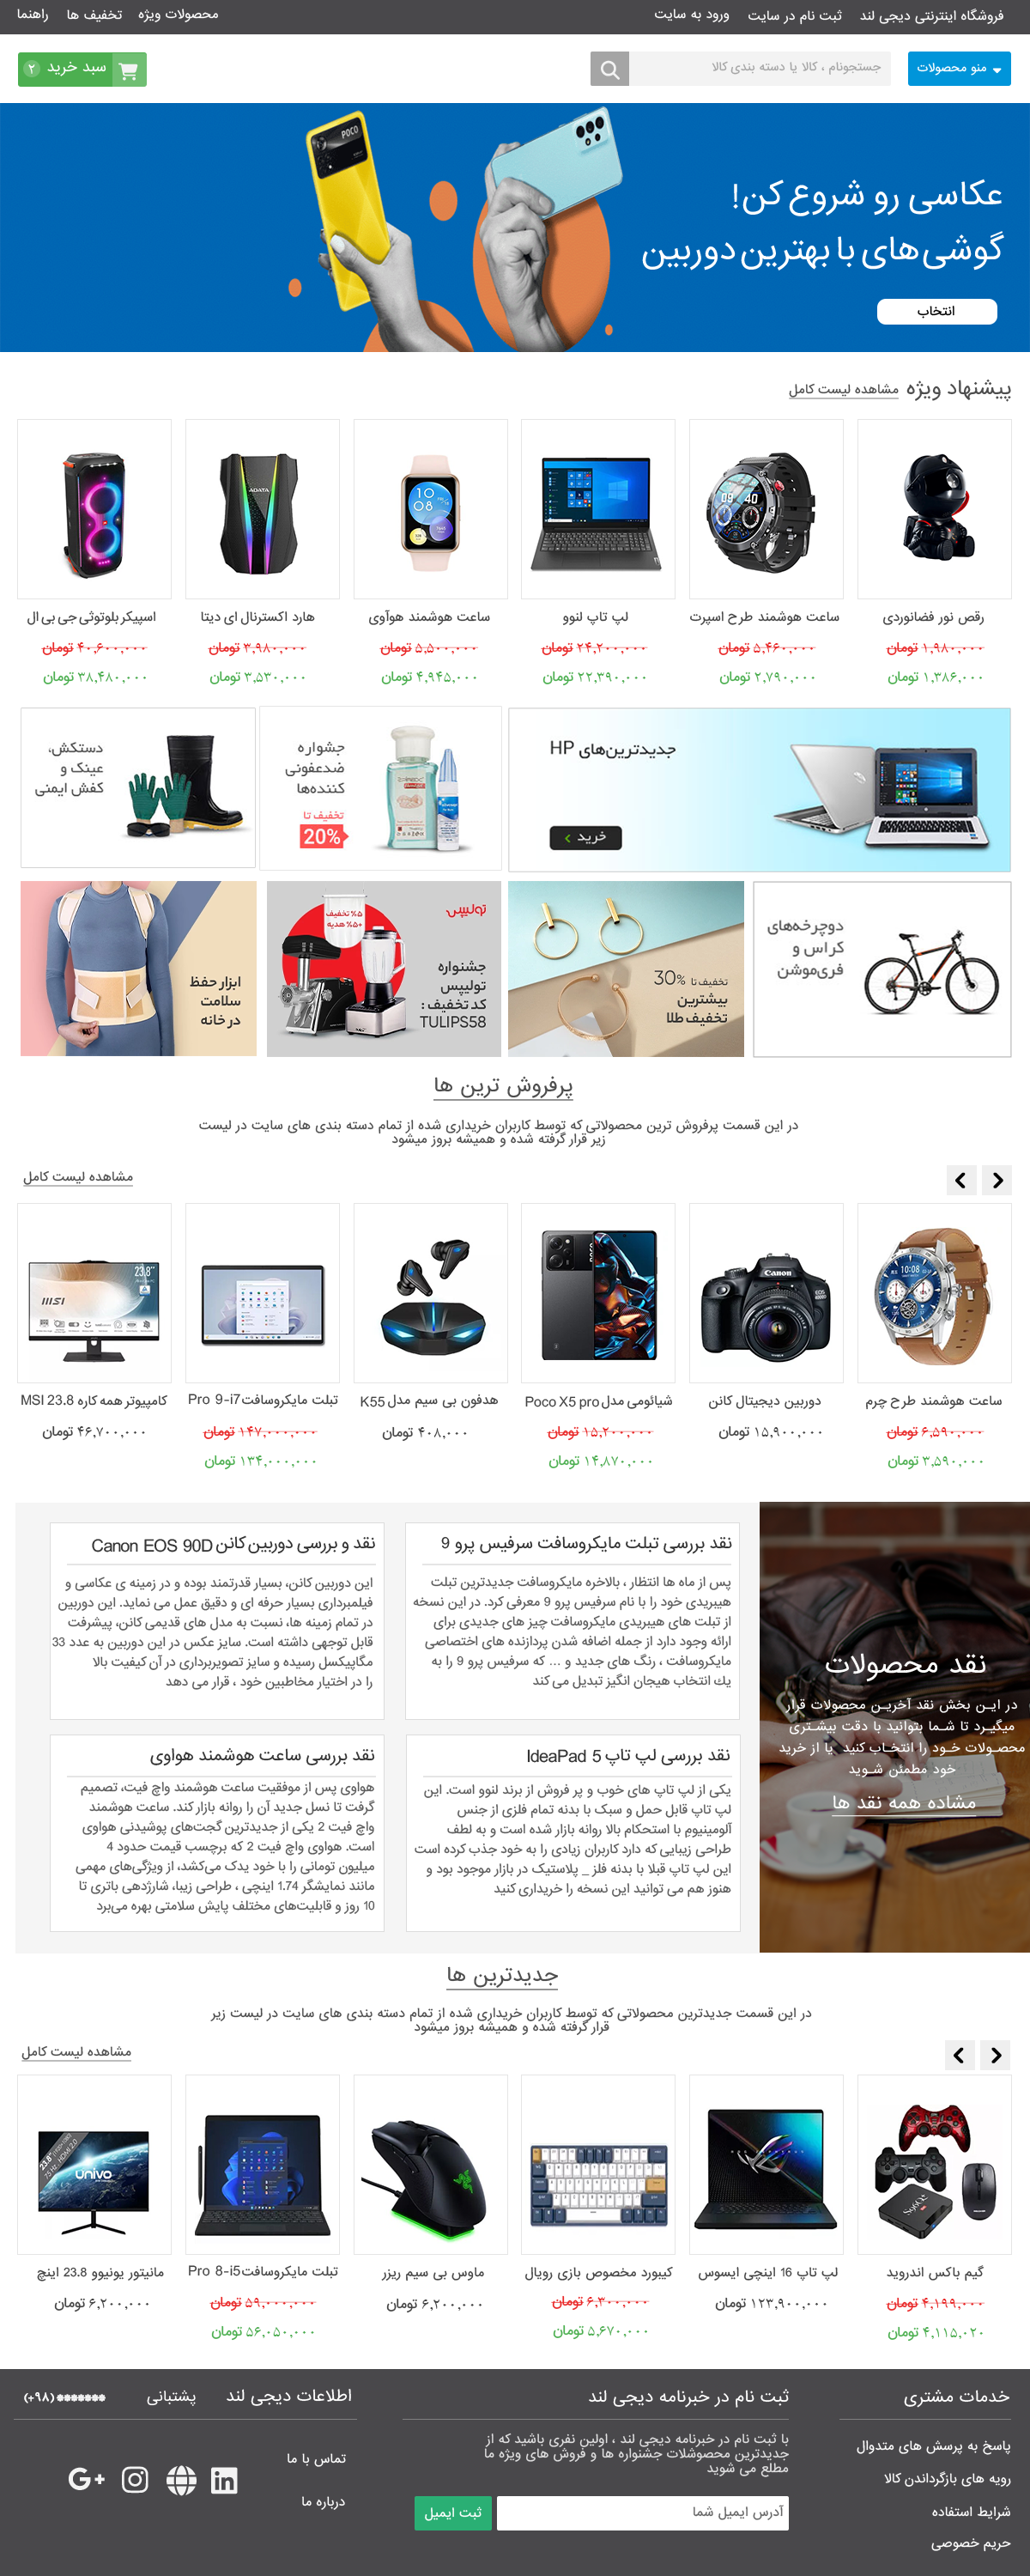 فروشگاه اینترنتی دیجی لند
ثبت نام در سایت
ورود به سایت
محصولات ویژه
تخفیف ها
راهنما
منو محصولات
جستجونام ، کالا یا دسته بندی کالا
سبد خرید ۲
عکاسی رو شروع کن!
گوشی‌های با بهترین دوربین
انتخاب
POCO
پیشنهاد ویژه
مشاهده لیست کامل
رقص نور فضانوردی
۱,۹۸۰,۰۰۰ تومان
۱,۳۸۶,۰۰۰ تومان
ساعت هوشمند طرح اسپرت
۵,۴۶۰,۰۰۰ تومان
۲,۷۹۰,۰۰۰ تومان
لپ تاپ لنوو
۲۴,۲۰۰,۰۰۰ تومان
۲۲,۳۹۰,۰۰۰ تومان
10
08
ساعت هوشمند هوآوی
۵,۵۰۰,۰۰۰ تومان
۴,۹۴۵,۰۰۰ تومان
ADATA
هارد اکسترنال ای دیتا
۳,۹۸۰,۰۰۰ تومان
۳,۵۳۰,۰۰۰ تومان
اسپیکر بلوتوثی جی بی ال
۴۰,۶۰۰,۰۰۰ تومان
۳۸,۴۸۰,۰۰۰ تومان
جدیدترین‌های HP
خرید
جشواره
ضدعفونی
کننده‌ها
تخفیف تا
20%
دستکش،
عینک و
کفش ایمنی
دوچرخه‌های
کراس و
فری‌موشن
تخفیف تا 30%
بیشترین
تخفیف طلا
تولیپس
۵٪ تخفیف
۵۰٪ هدیه
جشنواره
تولیپس
کد تخفیف :
TULIPS58
ابزار حفظ
سلامت
در خانه
پرفروش ترین ها
در این قسمت پرفروش ترین محصولاتی که توسط کاربران خریداری شده از تمام دسته بندی های سایت در لیست
زیر قرار گرفته شده و همیشه بروز میشود
مشاهده لیست کامل
ساعت هوشمند طرح چرم
۶,۵۹۰,۰۰۰ تومان
۳,۵۹۰,۰۰۰ تومان
Canon
دوربین دیجیتال کانن
۱۵,۹۰۰,۰۰۰ تومان
شیائومی مدل Poco X5 pro
۱۵,۲۰۰,۰۰۰ تومان
۱۴,۸۷۰,۰۰۰ تومان
هدفون بی سیم مدل K55
۴۰۸,۰۰۰ تومان
تبلت مایکروسافت Pro 9-i7
۱۴۷,۰۰۰,۰۰۰ تومان
۱۳۴,۰۰۰,۰۰۰ تومان
23.8"
msi
کامپیوتر همه کاره MSI 23.8
۴۶,۷۰۰,۰۰۰ تومان
نقد محصولات
در این بخش نقد آخرین محصولات قرار
میگیرد تا شما بتوانید با دقت بیشتری
محصولات خود را انتخاب کنید یا از خرید
خود مطمئن شوید
مشاده همه نقد ها
نقد بررسی تبلت مایکروسافت سرفیس پرو 9
پس از ماه ها انتظار ، بالاخره مایکروسافت جدیدترین تبلت
هیبریدی خود را با نام سرفیس پرو 9 معرفی کرد. در این نسخه
از تبلت های هیبریدی مایکروسافت چیز های جدیدی برای
ارائه وجود دارد از جمله اضافه شدن پردازنده های اختصاصی
مایکروسافت ، رنگ های جدید و ... که سرفیس پرو 9 را به
یك انتخاب هیجان انگیز تبدیل می کند
نقد و بررسی دوربین کانن Canon EOS 90D
این دوربین کانن، بسیار قدرتمند بوده و در زمینه ی عکاسی و
فیلمبرداری بسیار حرفه ای و دقیق عمل می نماید. این دوربین
در تمام زمینه ها، نسبت به مدل های قدیمی کانن، پیشرفت
قابل توجهی داشته است. سایز عکس در این دوربین به عدد 33
مگاپیکسل رسیده و سایز تصویربرداری در آن کیفیت بالا
را در اختیار مخاطبین خود ، قرار می دهد
نقد بررسی لپ تاپ IdeaPad 5
یکی از لپ تاپ های خوب و پر فروش از برند لنوو است. این
لپ تاپ قابل حمل و سبک با بدنه تمام فلزی از جنس
آلومینیوم با استحکام بالا روانه بازار شده است و به لطف
طراحی زیبایی که دارد کاربران زیادی را به خود جذب کرده است
این لپ تاپ قبلا با بدنه فلز _ پلاستیک در بازار موجود بود و
هنوز هم می توانید این نسخه را خریداری کنید
نقد بررسی ساعت هوشمند هواوی
هواوی پس از موفقیت ساعت هوشمند واچ فیت، تصمیم
گرفت تا نسل جدید آن را روانه بازار کند. ساعت هوشمند
واچ فیت 2 یکی از جدیدترین گجت‌های پوشیدنی هواوی
است. هواوی واچ فیت 2 که برچسب قیمت حدود 4
میلیون تومانی را با خود یدک می‌کشد، از ویژگی‌های مهمی
مانند نمایشگر 1.74 اینچی ، طراحی زیبا، شارژدهی باتری تا
10 روز و قابلیت‌های مختلف پایش سلامتی بهره می‌برد
جدیدترین ها
در این قسمت جدیدترین محصولاتی که توسط کاربران خریداری شده از تمام دسته بندی های سایت در لیست زیر
قرار گرفته شده و همیشه بروز میشود
مشاهده لیست کامل
گیم باکس اندروید
۴,۱۹۹,۰۰۰ تومان
۴,۱۱۵,۰۲۰ تومان
لپ تاپ 16 اینچی ایسوس
۱۲۳,۹۰۰,۰۰۰ تومان
کیبورد مخصوص بازی رویال
۶,۳۰۰,۰۰۰ تومان
۵,۶۷۰,۰۰۰ تومان
ماوس بی سیم ریزر
۶,۲۰۰,۰۰۰ تومان
تبلت مایکروسافت Pro 8-i5
۵۹,۰۰۰,۰۰۰ تومان
۵۶,۰۵۰,۰۰۰ تومان
23.8"
75 Hz · HDMI 2.0
univo
مانیتور یونیوو 23.8 اینچ
۶,۲۰۰,۰۰۰ تومان
خدمات مشتری
پاسخ به پرسش های متدوال
رویه های بازگرداندن کالا
شرایط استفاده
حریم خصوصی
ثبت نام در خبرنامه دیجی لند
با ثبت نام در خبرنامه دیجی لند ، اولین نفری باشید که از
جدیدترین محصوشلات جشنواره ها و فروش های ویژه ما
مطلع می شوید
آدرس ایمیل شما
ثبت ایمیل
اطلاعات دیجی لند
پشتبانی
(+۹۸) *******
تماس با ما
درباره ما
G+